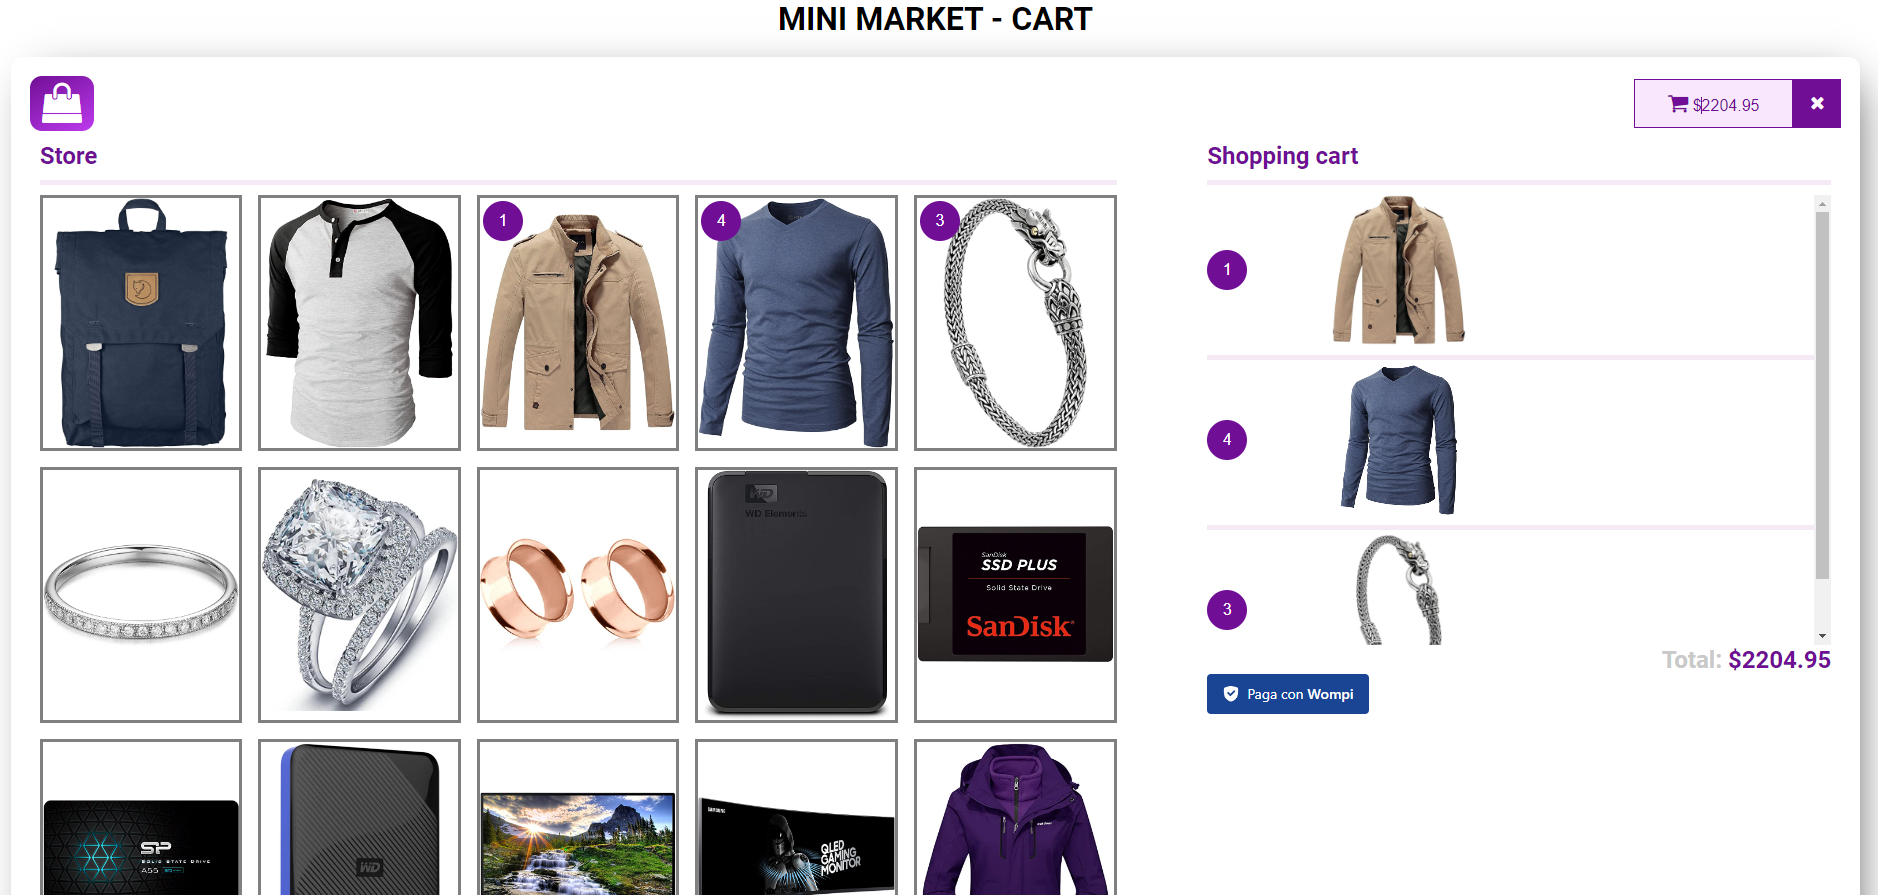 MINI MARKET - CART
$2204.95
Store
Shopping cart
1
4
3
1
4
3
WD
WD Elements
SanDisk
SSD PLUS
Solid State Drive
SanDisk
Total: $2204.95
Paga con Wompi
SP
SOLID STATE DRIVE
A55
WD
SAMSUNG
QLED
GAMING
MONITOR